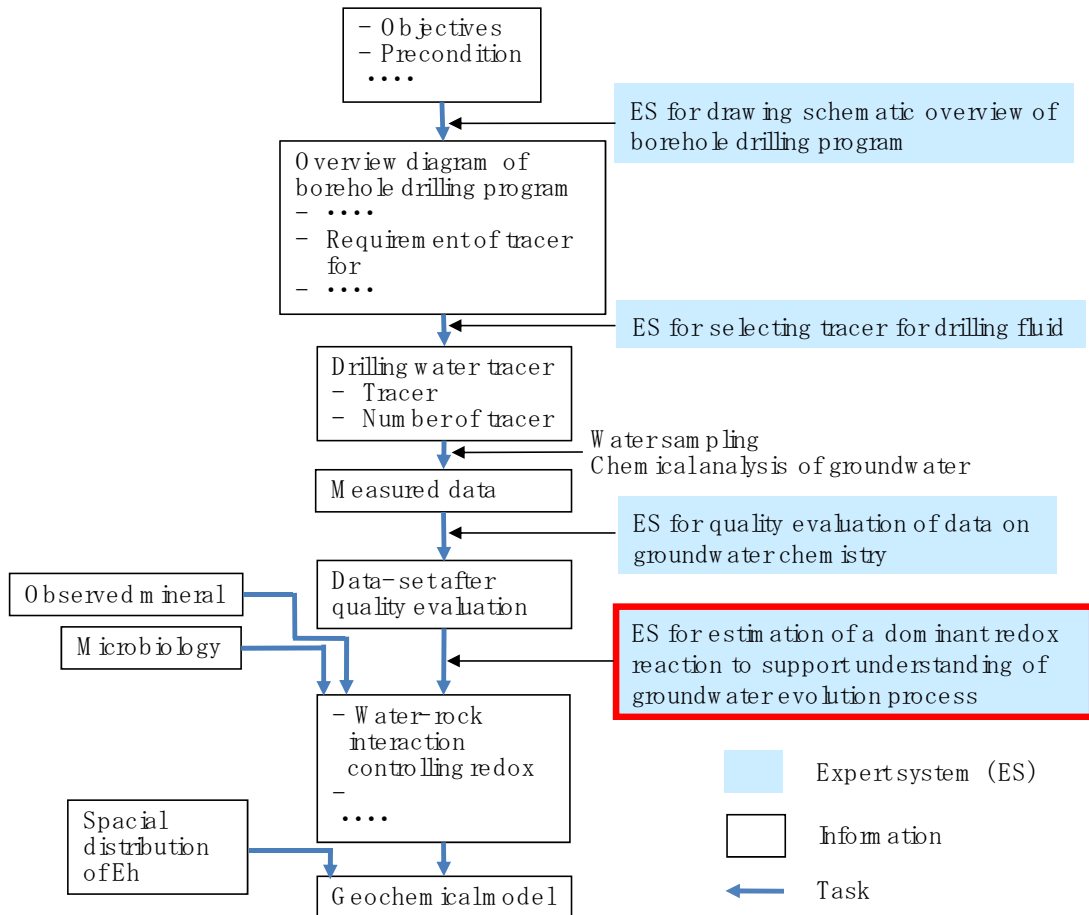 - Objectives
- Precondition
····
ES for drawing schematic overview of
borehole drilling program
Overview diagram of
borehole drilling program
- ····
- Requirement of tracer
for
- ····
ES for selecting tracer for drilling fluid
Drilling water tracer
- Tracer
- Number of tracer
Water sampling
Chemical analysis of groundwater
Measured data
ES for quality evaluation of data on
groundwater chemistry
Data-set after
quality evaluation
Observed mineral
Microbiology
ES for estimation of a dominant redox
reaction to support understanding of
groundwater evolution process
- Water-rock
interaction
controlling redox
-
····
Spacial
distribution
of Eh
Geochemical model
Expert system (ES)
Information
Task